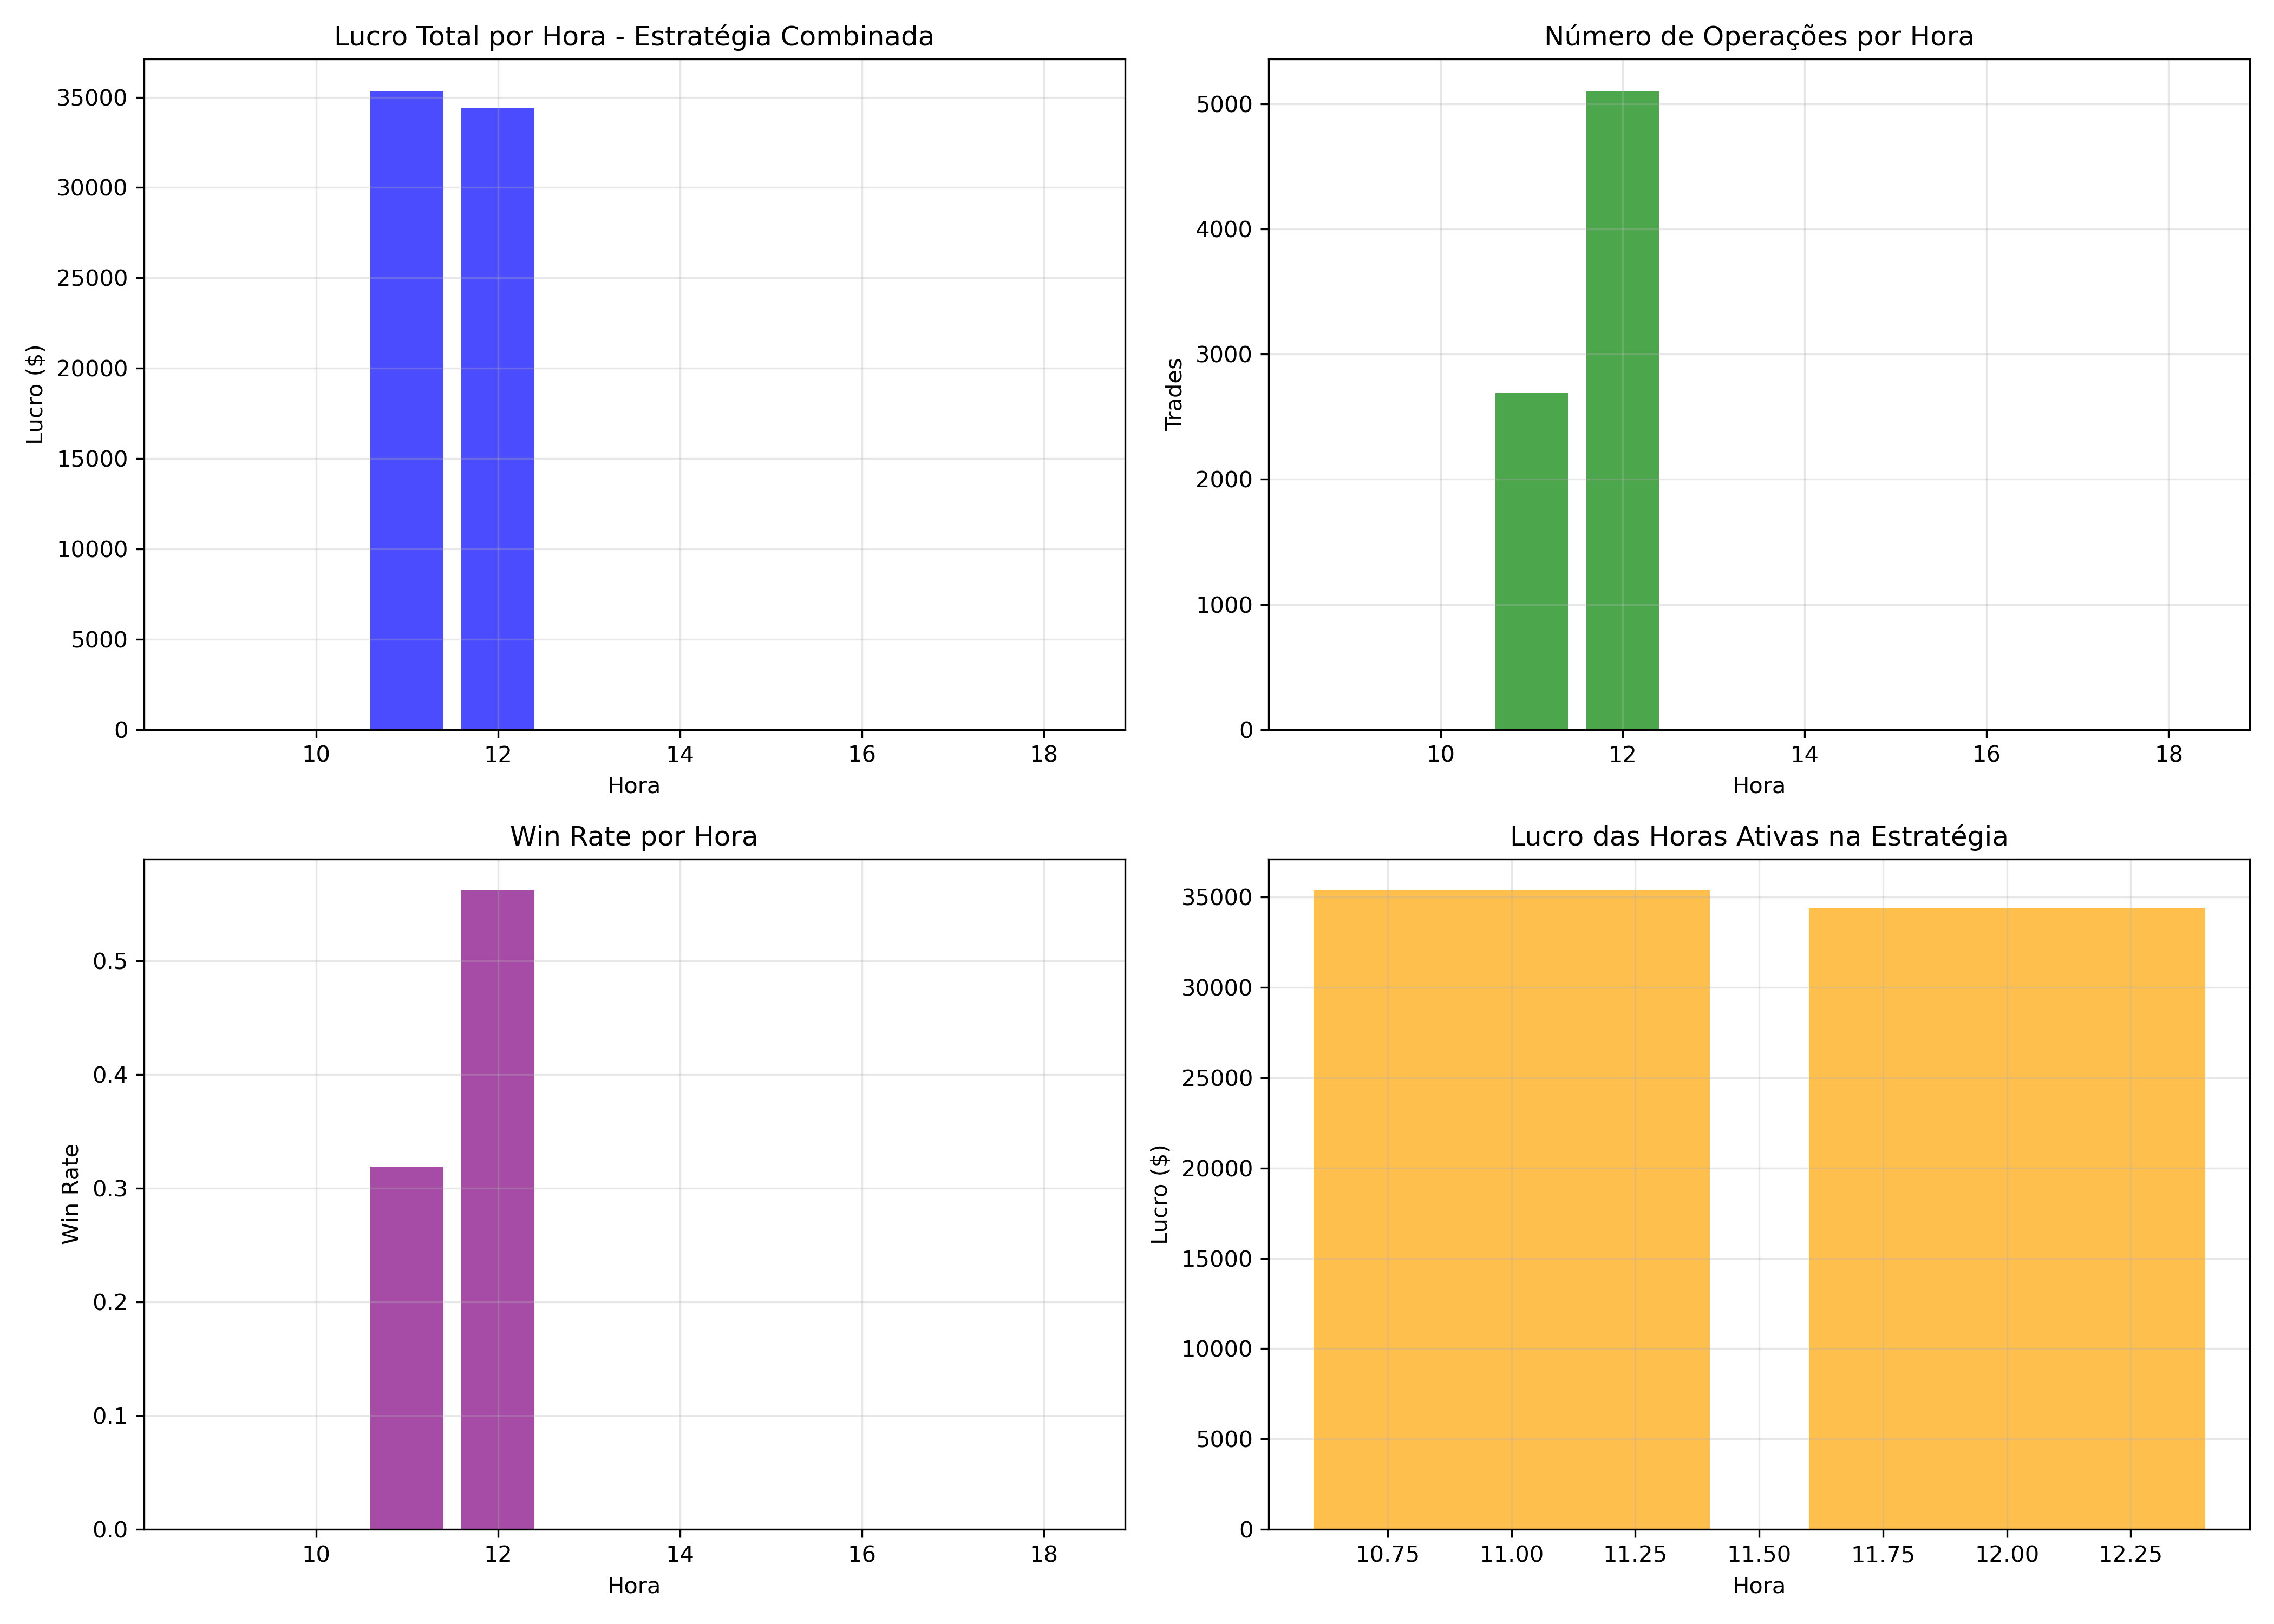 Lucro Total por Hora - Estratégia Combinada
Lucro ($)
35000
30000
25000
20000
15000
10000
5000
0
10 12 14 16 18
Hora
Número de Operações por Hora
Trades
5000
4000
3000
2000
1000
0
10 12 14 16 18
Hora
Win Rate por Hora
Win Rate
0.5
0.4
0.3
0.2
0.1
0.0
10 12 14 16 18
Hora
Lucro das Horas Ativas na Estratégia
Lucro ($)
35000
30000
25000
20000
15000
10000
5000
0
10.75 11.00 11.25 11.50 11.75 12.00 12.25
Hora